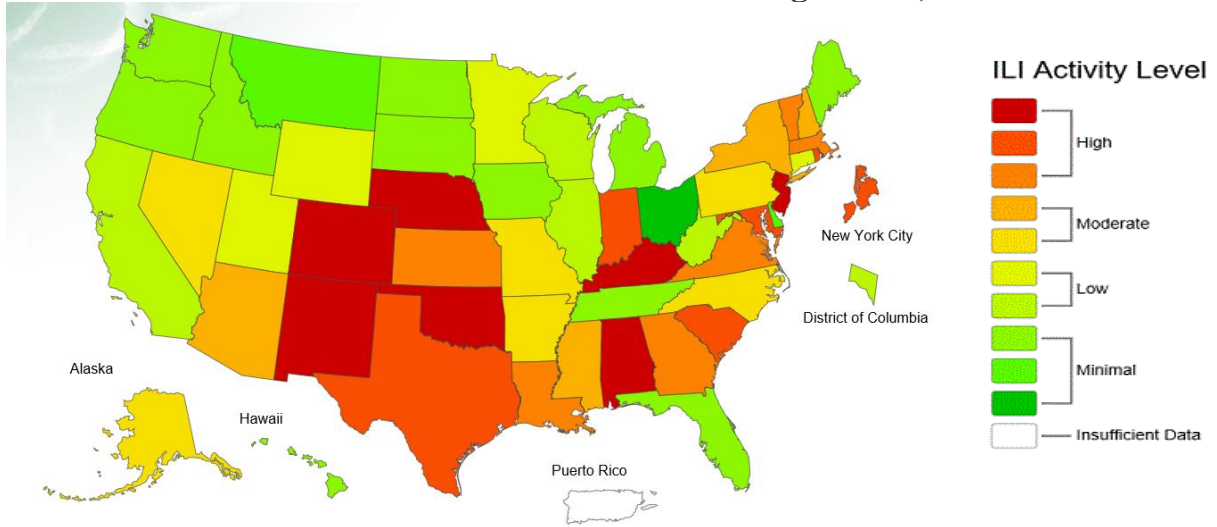 ILI Activity Level
High
Moderate
New York City
Low
District of Columbia
Alaska
Minimal
Hawaii
Insufficient Data
Puerto Rico